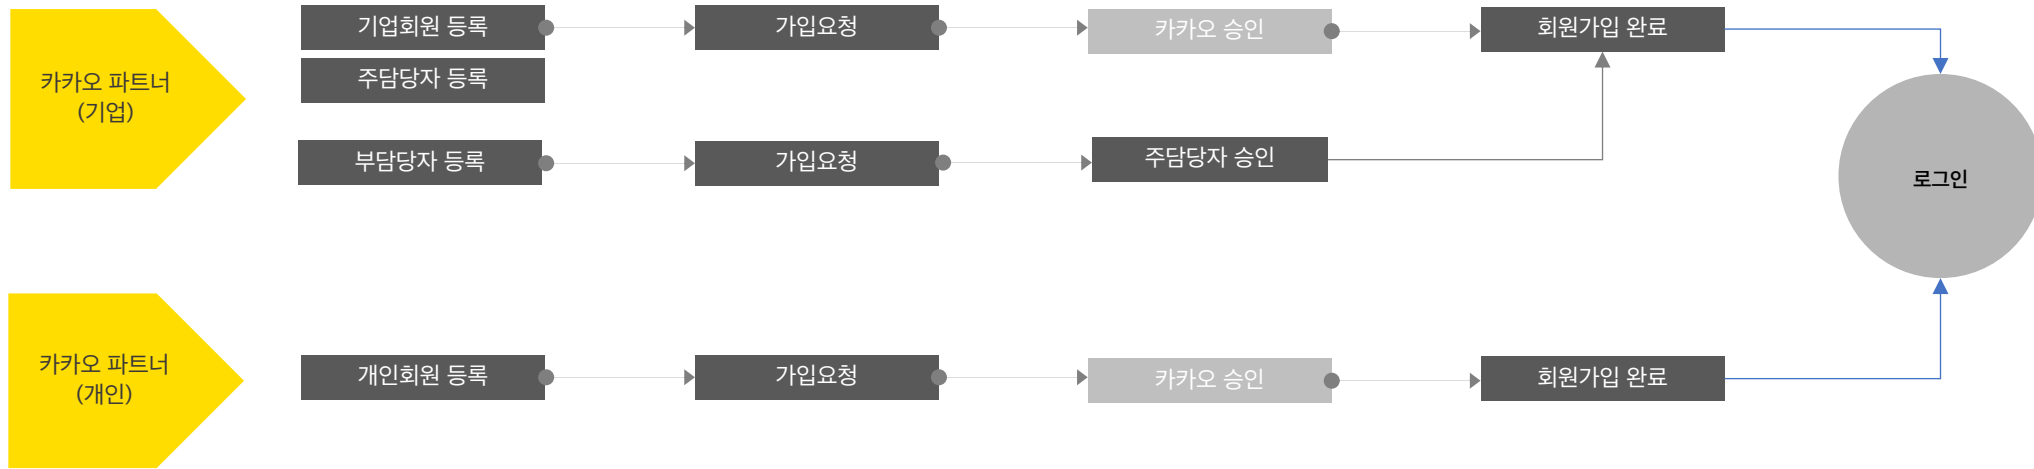 카카오 파트너
(기업)
기업회원 등록
가입요청
카카오 승인
회원가입 완료
주담당자 등록
부담당자 등록
가입요청
주담당자 승인
로그인
카카오 파트너
(개인)
개인회원 등록
가입요청
카카오 승인
회원가입 완료